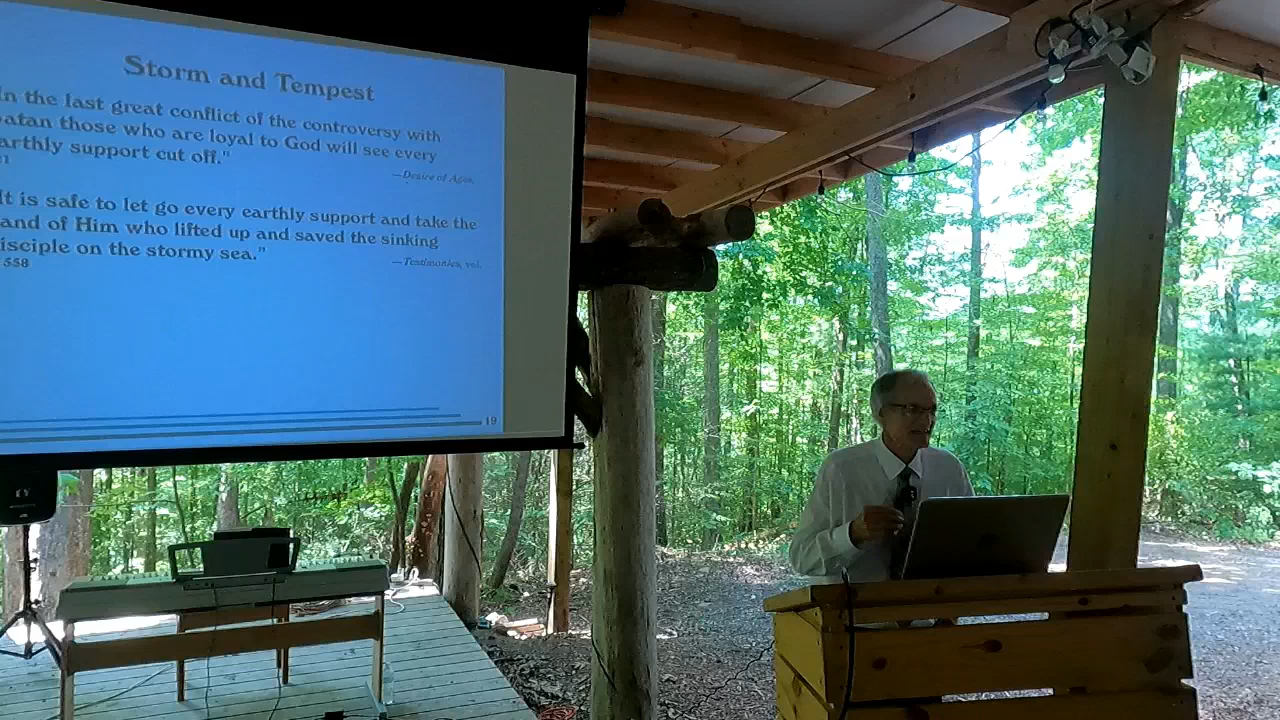 Storm and Tempest
In the last great conflict of the controversy with
atan those who are loyal to God will see every
arthly support cut off."
—Desire of Ages,
It is safe to let go every earthly support and take the
and of Him who lifted up and saved the sinking
isciple on the stormy sea."
—Testimonies, vol.
558
19